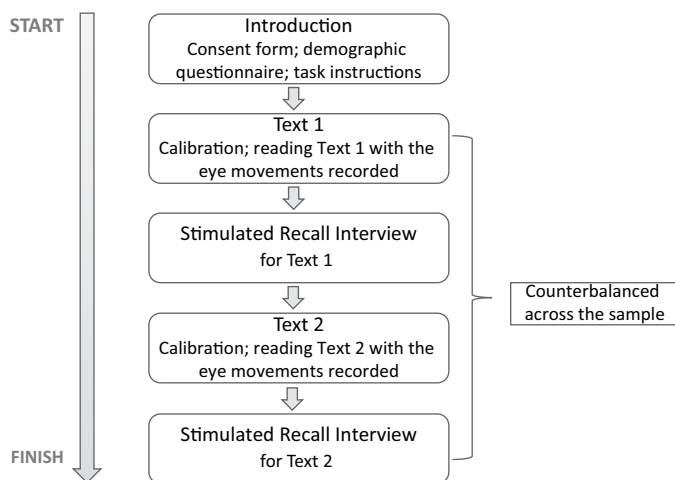 START
Introduction
Consent form; demographic
questionnaire; task instructions
Text 1
Calibration; reading Text 1 with the
eye movements recorded
Stimulated Recall Interview
for Text 1
Counterbalanced
across the sample
Text 2
Calibration; reading Text 2 with the
eye movements recorded
Stimulated Recall Interview
for Text 2
FINISH